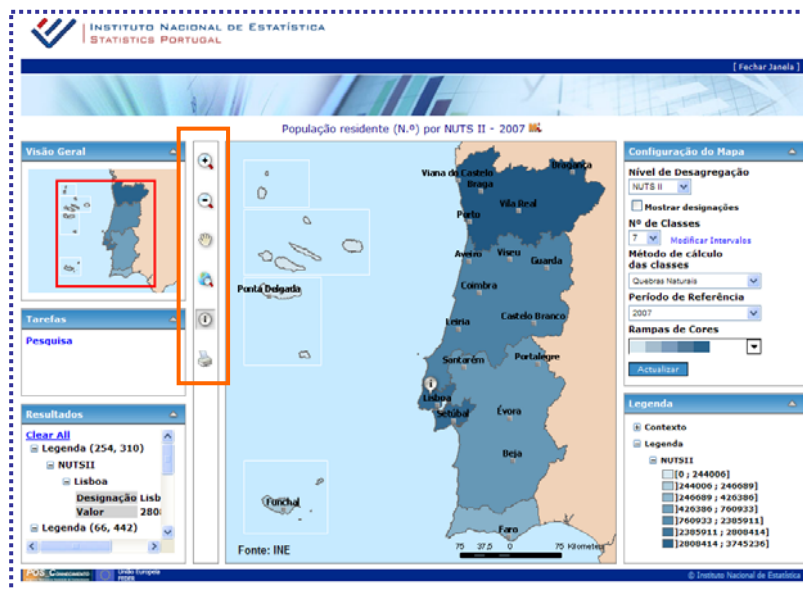 INSTITUTO NACIONAL DE ESTATÍSTICA
STATISTICS PORTUGAL
[ Fechar Janela ]
População residente (N.º) por NUTS II - 2007
Visão Geral
Tarefas
Pesquisa
Resultados
Clear All
Legenda (254, 310)
NUTSII
Lisboa
Designação Lisb
Valor 280
Legenda (66, 442)
Viana do Castelo
Bragança
Braga
Vila Real
Porto
Aveiro
Viseu
Guarda
Coimbra
Ponta Delgada
Castelo Branco
Leiria
Santarém
Portalegre
Lisboa
Setúbal
Évora
Beja
Funchal
Faro
Fonte: INE
75 37,5 0 75 Kilometers
Configuração do Mapa
Nível de Desagregação
NUTS II
Mostrar designações
Nº de Classes
7 Modificar Intervalos
Método de cálculo
das classes
Quebras Naturais
Período de Referência
2007
Rampas de Cores
Actualizar
Legenda
Contexto
Legenda
NUTSII
[0 ; 244006]
]244006 ; 246689]
]246689 ; 420386]
]420386 ; 760933]
]760933 ; 2385911]
]2385911 ; 2808414]
]2808414 ; 3745236]
POS_CONHECIMENTO
União Europeia
FEDER
© Instituto Nacional de Estatística